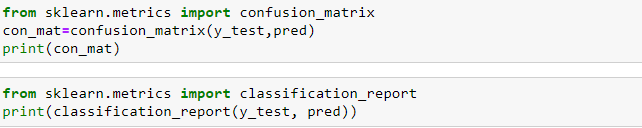 from sklearn.metrics import confusion_matrix
con_mat=confusion_matrix(y_test,pred)
print(con_mat)
from sklearn.metrics import classification_report
print(classification_report(y_test, pred))